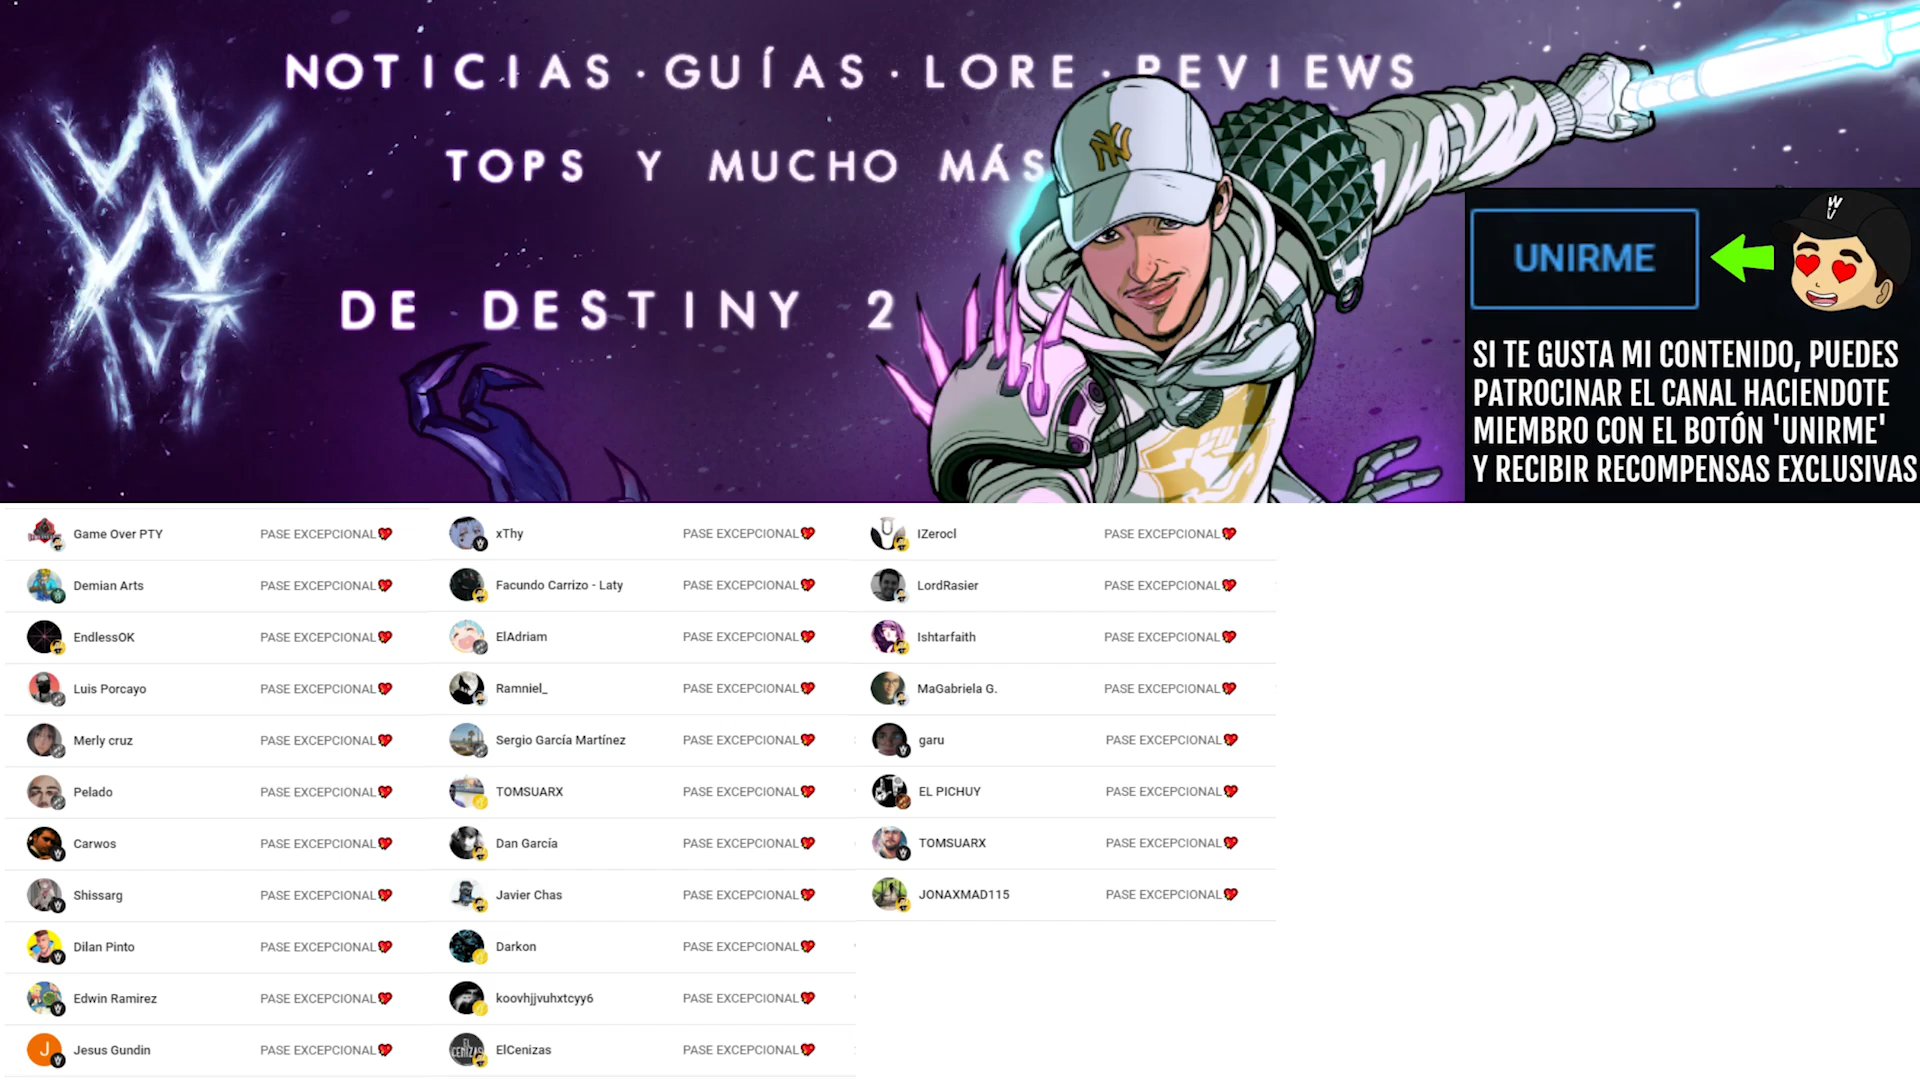 NOTICIAS · GUÍAS · LORE · REVIEWS
TOPS Y MUCHO MÁS
DE DESTINY 2
UNIRME
SI TE GUSTA MI CONTENIDO, PUEDES
PATROCINAR EL CANAL HACIENDOTE
MIEMBRO CON EL BOTÓN 'UNIRME'
Y RECIBIR RECOMPENSAS EXCLUSIVAS
Game Over PTY PASE EXCEPCIONAL
Demian Arts PASE EXCEPCIONAL
EndlessOK PASE EXCEPCIONAL
Luis Porcayo PASE EXCEPCIONAL
Merly cruz PASE EXCEPCIONAL
Pelado PASE EXCEPCIONAL
Carwos PASE EXCEPCIONAL
Shissarg PASE EXCEPCIONAL
Dilan Pinto PASE EXCEPCIONAL
Edwin Ramirez PASE EXCEPCIONAL
J Jesus Gundin PASE EXCEPCIONAL
xThy PASE EXCEPCIONAL
Facundo Carrizo - Laty PASE EXCEPCIONAL
ElAdriam PASE EXCEPCIONAL
Ramniel_ PASE EXCEPCIONAL
Sergio García Martínez PASE EXCEPCIONAL
TOMSUARX PASE EXCEPCIONAL
Dan García PASE EXCEPCIONAL
Javier Chas PASE EXCEPCIONAL
Darkon PASE EXCEPCIONAL
koovhjjvuhxtcyy6 PASE EXCEPCIONAL
EL CENIZAS ElCenizas PASE EXCEPCIONAL
IZerocl PASE EXCEPCIONAL
LordRasier PASE EXCEPCIONAL
Ishtarfaith PASE EXCEPCIONAL
MaGabriela G. PASE EXCEPCIONAL
garu PASE EXCEPCIONAL
EL PICHUY PASE EXCEPCIONAL
TOMSUARX PASE EXCEPCIONAL
JONAXMAD115 PASE EXCEPCIONAL